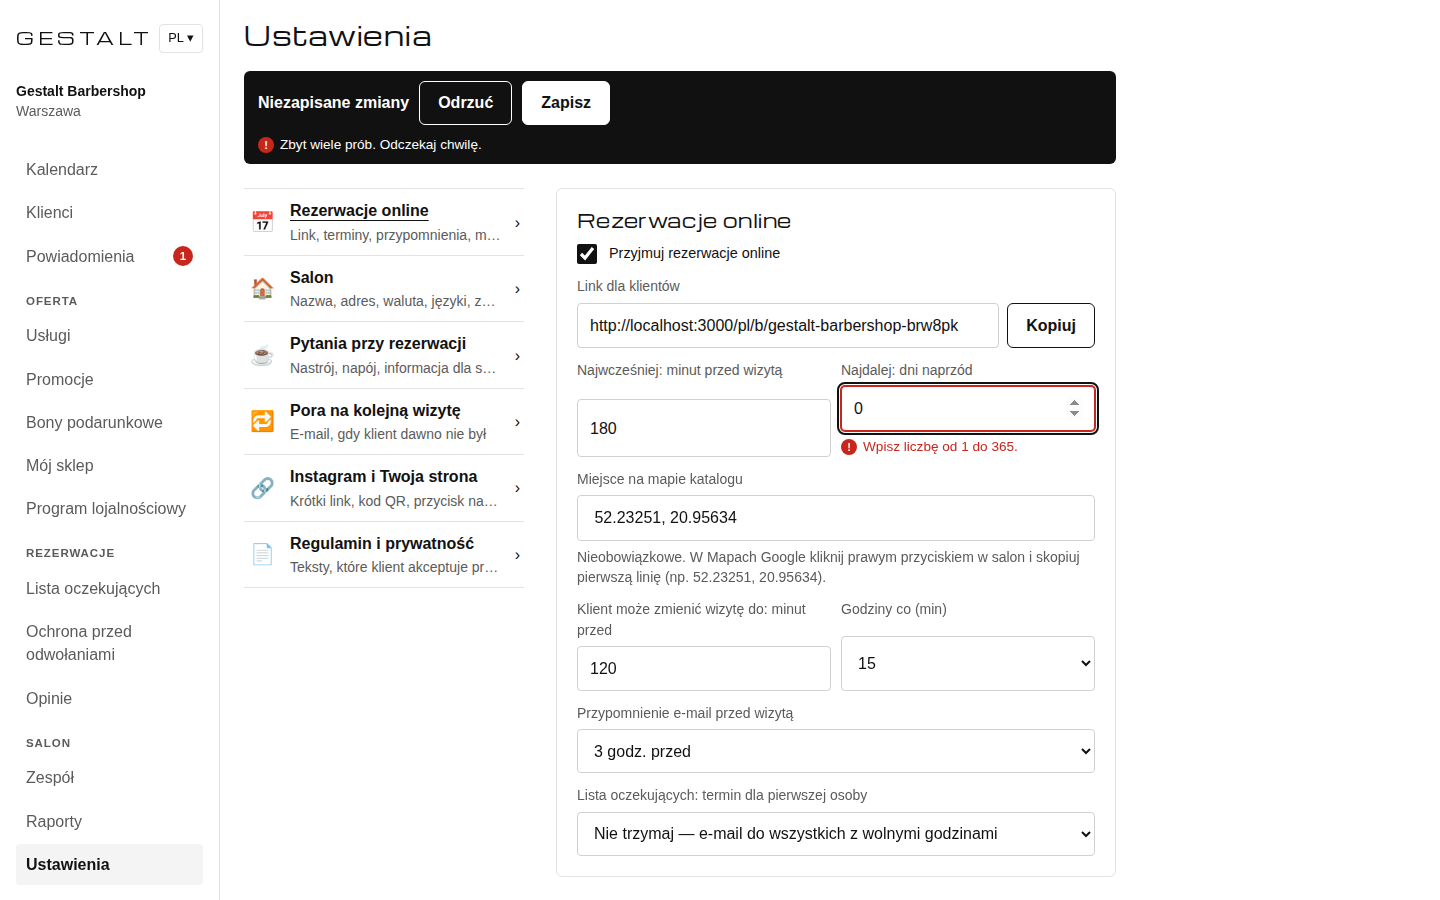 GESTALT
PL ▾
Gestalt Barbershop
Warszawa
Kalendarz
Klienci
Powiadomienia
1
OFERTA
Usługi
Promocje
Bony podarunkowe
Mój sklep
Program lojalnościowy
REZERWACJE
Lista oczekujących
Ochrona przed
odwołaniami
Opinie
SALON
Zespół
Raporty
Ustawienia
Ustawienia
Niezapisane zmiany
Odrzuć
Zapisz
! Zbyt wiele prób. Odczekaj chwilę.
Rezerwacje online
Link, terminy, przypomnienia, m…
Salon
Nazwa, adres, waluta, języki, z…
Pytania przy rezerwacji
Nastrój, napój, informacja dla s…
Pora na kolejną wizytę
E-mail, gdy klient dawno nie był
Instagram i Twoja strona
Krótki link, kod QR, przycisk na…
Regulamin i prywatność
Teksty, które klient akceptuje pr…
Rezerwacje online
Przyjmuj rezerwacje online
Link dla klientów
http://localhost:3000/pl/b/gestalt-barbershop-brw8pk
Kopiuj
Najwcześniej: minut przed wizytą
180
Najdalej: dni naprzód
0
! Wpisz liczbę od 1 do 365.
Miejsce na mapie katalogu
52.23251, 20.95634
Nieobowiązkowe. W Mapach Google kliknij prawym przyciskiem w salon i skopiuj
pierwszą linię (np. 52.23251, 20.95634).
Klient może zmienić wizytę do: minut
przed
120
Godziny co (min)
15
Przypomnienie e-mail przed wizytą
3 godz. przed
Lista oczekujących: termin dla pierwszej osoby
Nie trzymaj — e-mail do wszystkich z wolnymi godzinami